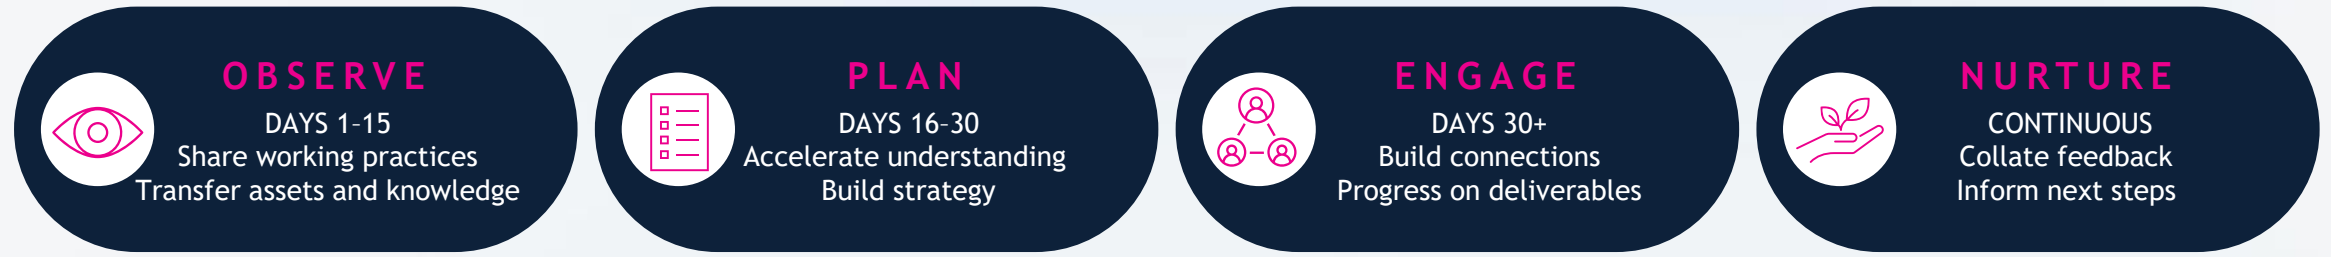 OBSERVE
DAYS 1–15
Share working practices
Transfer assets and knowledge
PLAN
DAYS 16–30
Accelerate understanding
Build strategy
ENGAGE
DAYS 30+
Build connections
Progress on deliverables
NURTURE
CONTINUOUS
Collate feedback
Inform next steps